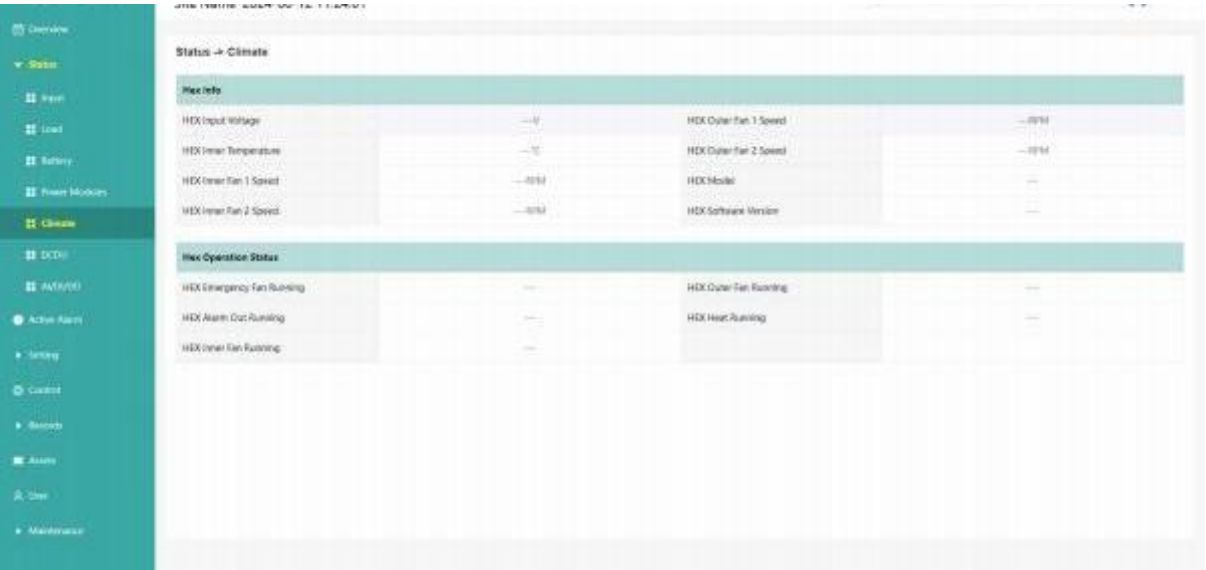 Site Name 2024-06-12 11:24:01
Overview
Status
Input
Load
Battery
Power Modules
Climate
DCDU
AI/DI/DO
Active Alarm
Setting
Control
Records
Assets
User
Maintenance
Status -> Climate
Hex Info
HEX Input Voltage ---V HEX Outer Fan 1 Speed ---RPM
HEX Inner Temperature ---°C HEX Outer Fan 2 Speed ---RPM
HEX Inner Fan 1 Speed ---RPM HEX Model ---
HEX Inner Fan 2 Speed ---RPM HEX Software Version ---
Hex Operation Status
HEX Emergency Fan Running --- HEX Outer Fan Running ---
HEX Alarm Out Running --- HEX Heat Running ---
HEX Inner Fan Running ---